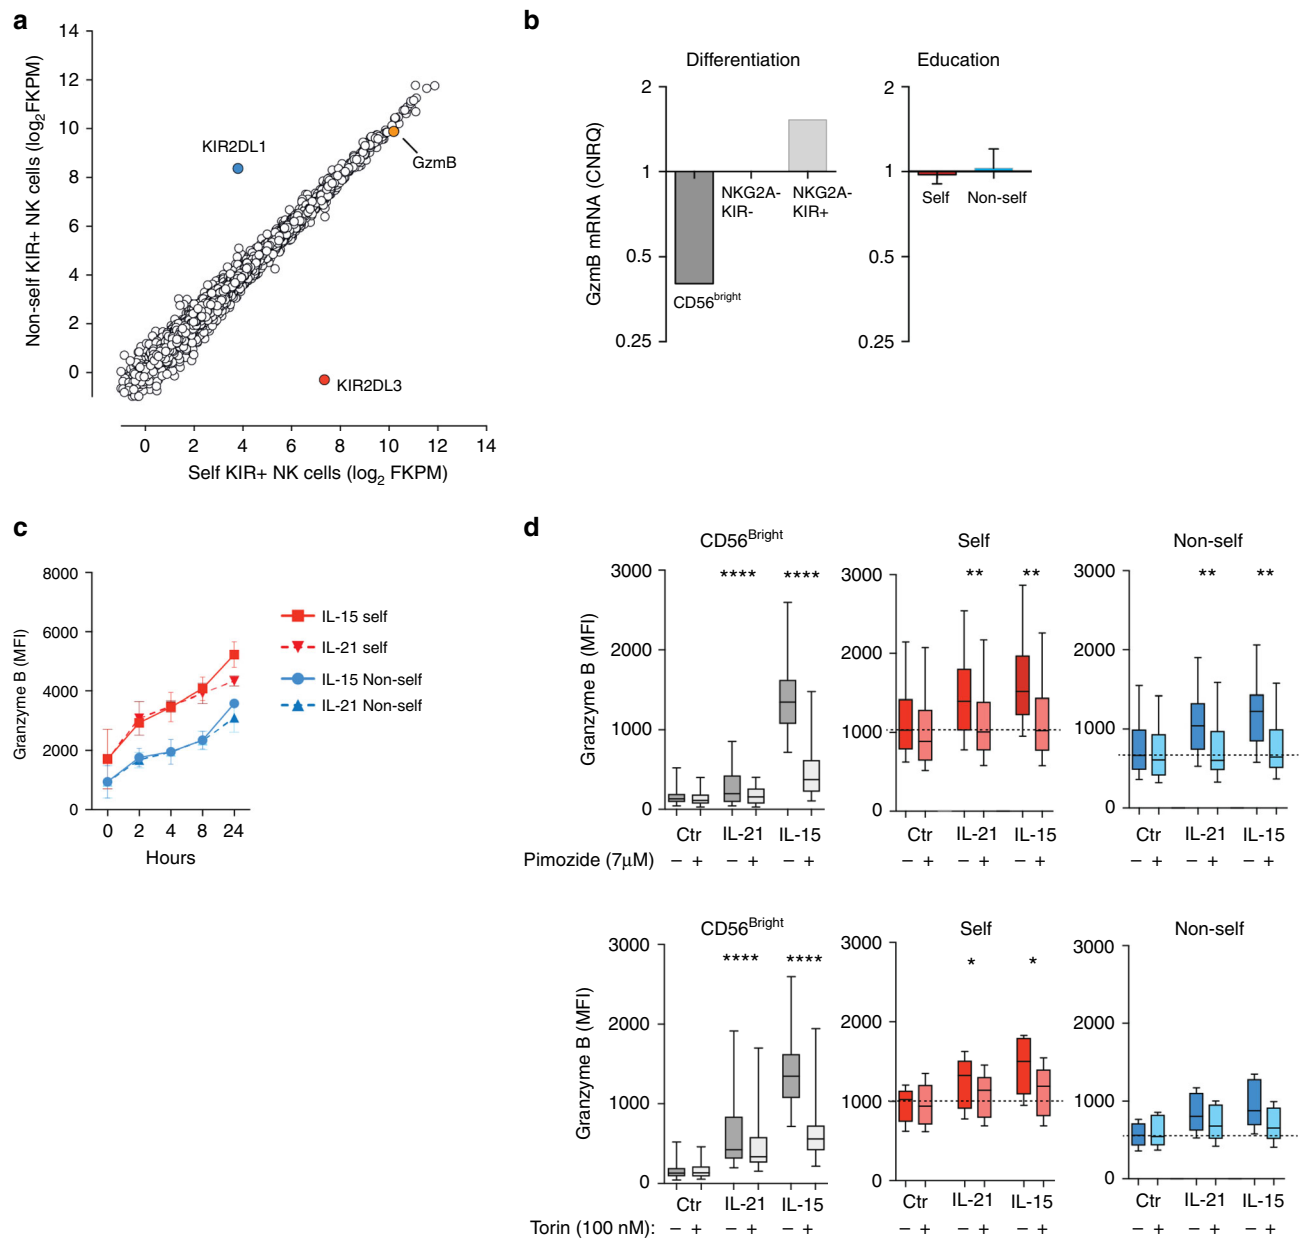 a
14
12
10
8
6
4
2
0
Non-self KIR+ NK cells (log2FKPM)
KIR2DL1
GzmB
KIR2DL3
0 2 4 6 8 10 12 14
Self KIR+ NK cells (log2 FKPM)
b
Differentiation
2
1
0.5
0.25
GzmB mRNA (CNRQ)
NKG2A- NKG2A-
KIR- KIR+
CD56bright
Education
2
1
0.5
0.25
Self Non-self
c
8000
6000
4000
2000
0
Granzyme B (MFI)
0 2 4 8 24
Hours
IL-15 self
IL-21 self
IL-15 Non-self
IL-21 Non-self
d
CD56Bright
3000
2000
1000
0
Granzyme B (MFI)
**** ****
Ctr IL-21 IL-15
Pimozide (7μM) – + – + – +
Self
3000
2000
1000
0
** **
Ctr IL-21 IL-15
– + – + – +
Non-self
3000
2000
1000
0
** **
Ctr IL-21 IL-15
– + – + – +
CD56Bright
3000
2000
1000
0
Granzyme B (MFI)
**** ****
Ctr IL-21 IL-15
Torin (100 nM): – + – + – +
Self
3000
2000
1000
0
* *
Ctr IL-21 IL-15
– + – + – +
Non-self
3000
2000
1000
0
Ctr IL-21 IL-15
– + – + – +